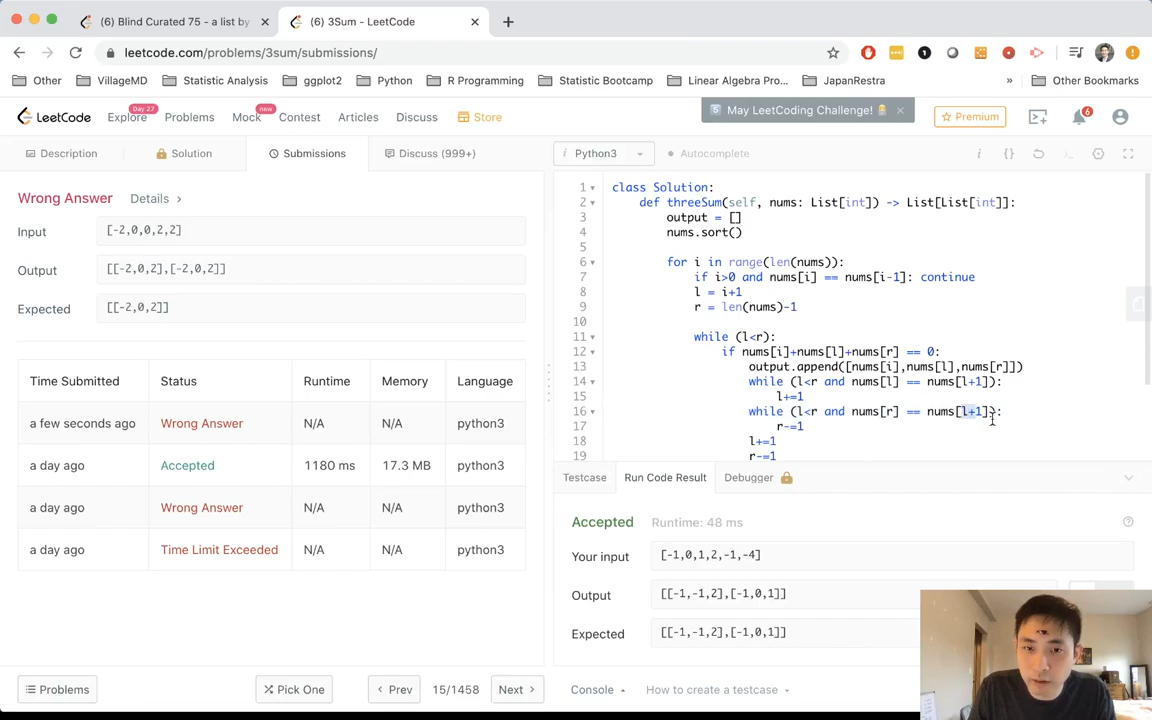 (6) Blind Curated 75 - a list by
(6) 3Sum - LeetCode
leetcode.com/problems/3sum/submissions/
Other
VillageMD
Statistic Analysis
ggplot2
Python
R Programming
Statistic Bootcamp
Linear Algebra Pro...
JapanRestra
»
Other Bookmarks
LeetCode
Explore
Day 27
Problems
Mock
new
Contest
Articles
Discuss
Store
May LeetCoding Challenge!
Premium
6
Description
Solution
Submissions
Discuss (999+)
i Python3
Autocomplete
Wrong Answer
Details >
Input
[-2,0,0,2,2]
Output
[[-2,0,2],[-2,0,2]]
Expected
[[-2,0,2]]
Time Submitted Status Runtime Memory Language
a few seconds ago Wrong Answer N/A N/A python3
a day ago Accepted 1180 ms 17.3 MB python3
a day ago Wrong Answer N/A N/A python3
a day ago Time Limit Exceeded N/A N/A python3
1 class Solution:
2 def threeSum(self, nums: List[int]) -> List[List[int]]:
3 output = []
4 nums.sort()
5
6 for i in range(len(nums)):
7 if i>0 and nums[i] == nums[i-1]: continue
8 l = i+1
9 r = len(nums)-1
10
11 while (l<r):
12 if nums[i]+nums[l]+nums[r] == 0:
13 output.append([nums[i],nums[l],nums[r]])
14 while (l<r and nums[l] == nums[l+1]):
15 l+=1
16 while (l<r and nums[r] == nums[l+1]):
17 r-=1
18 l+=1
19 r-=1
Testcase
Run Code Result
Debugger
Accepted
Runtime: 48 ms
Your input
[-1,0,1,2,-1,-4]
Output
[[-1,-1,2],[-1,0,1]]
Expected
[[-1,-1,2],[-1,0,1]]
Problems
Pick One
< Prev
15/1458
Next >
Console
How to create a testcase